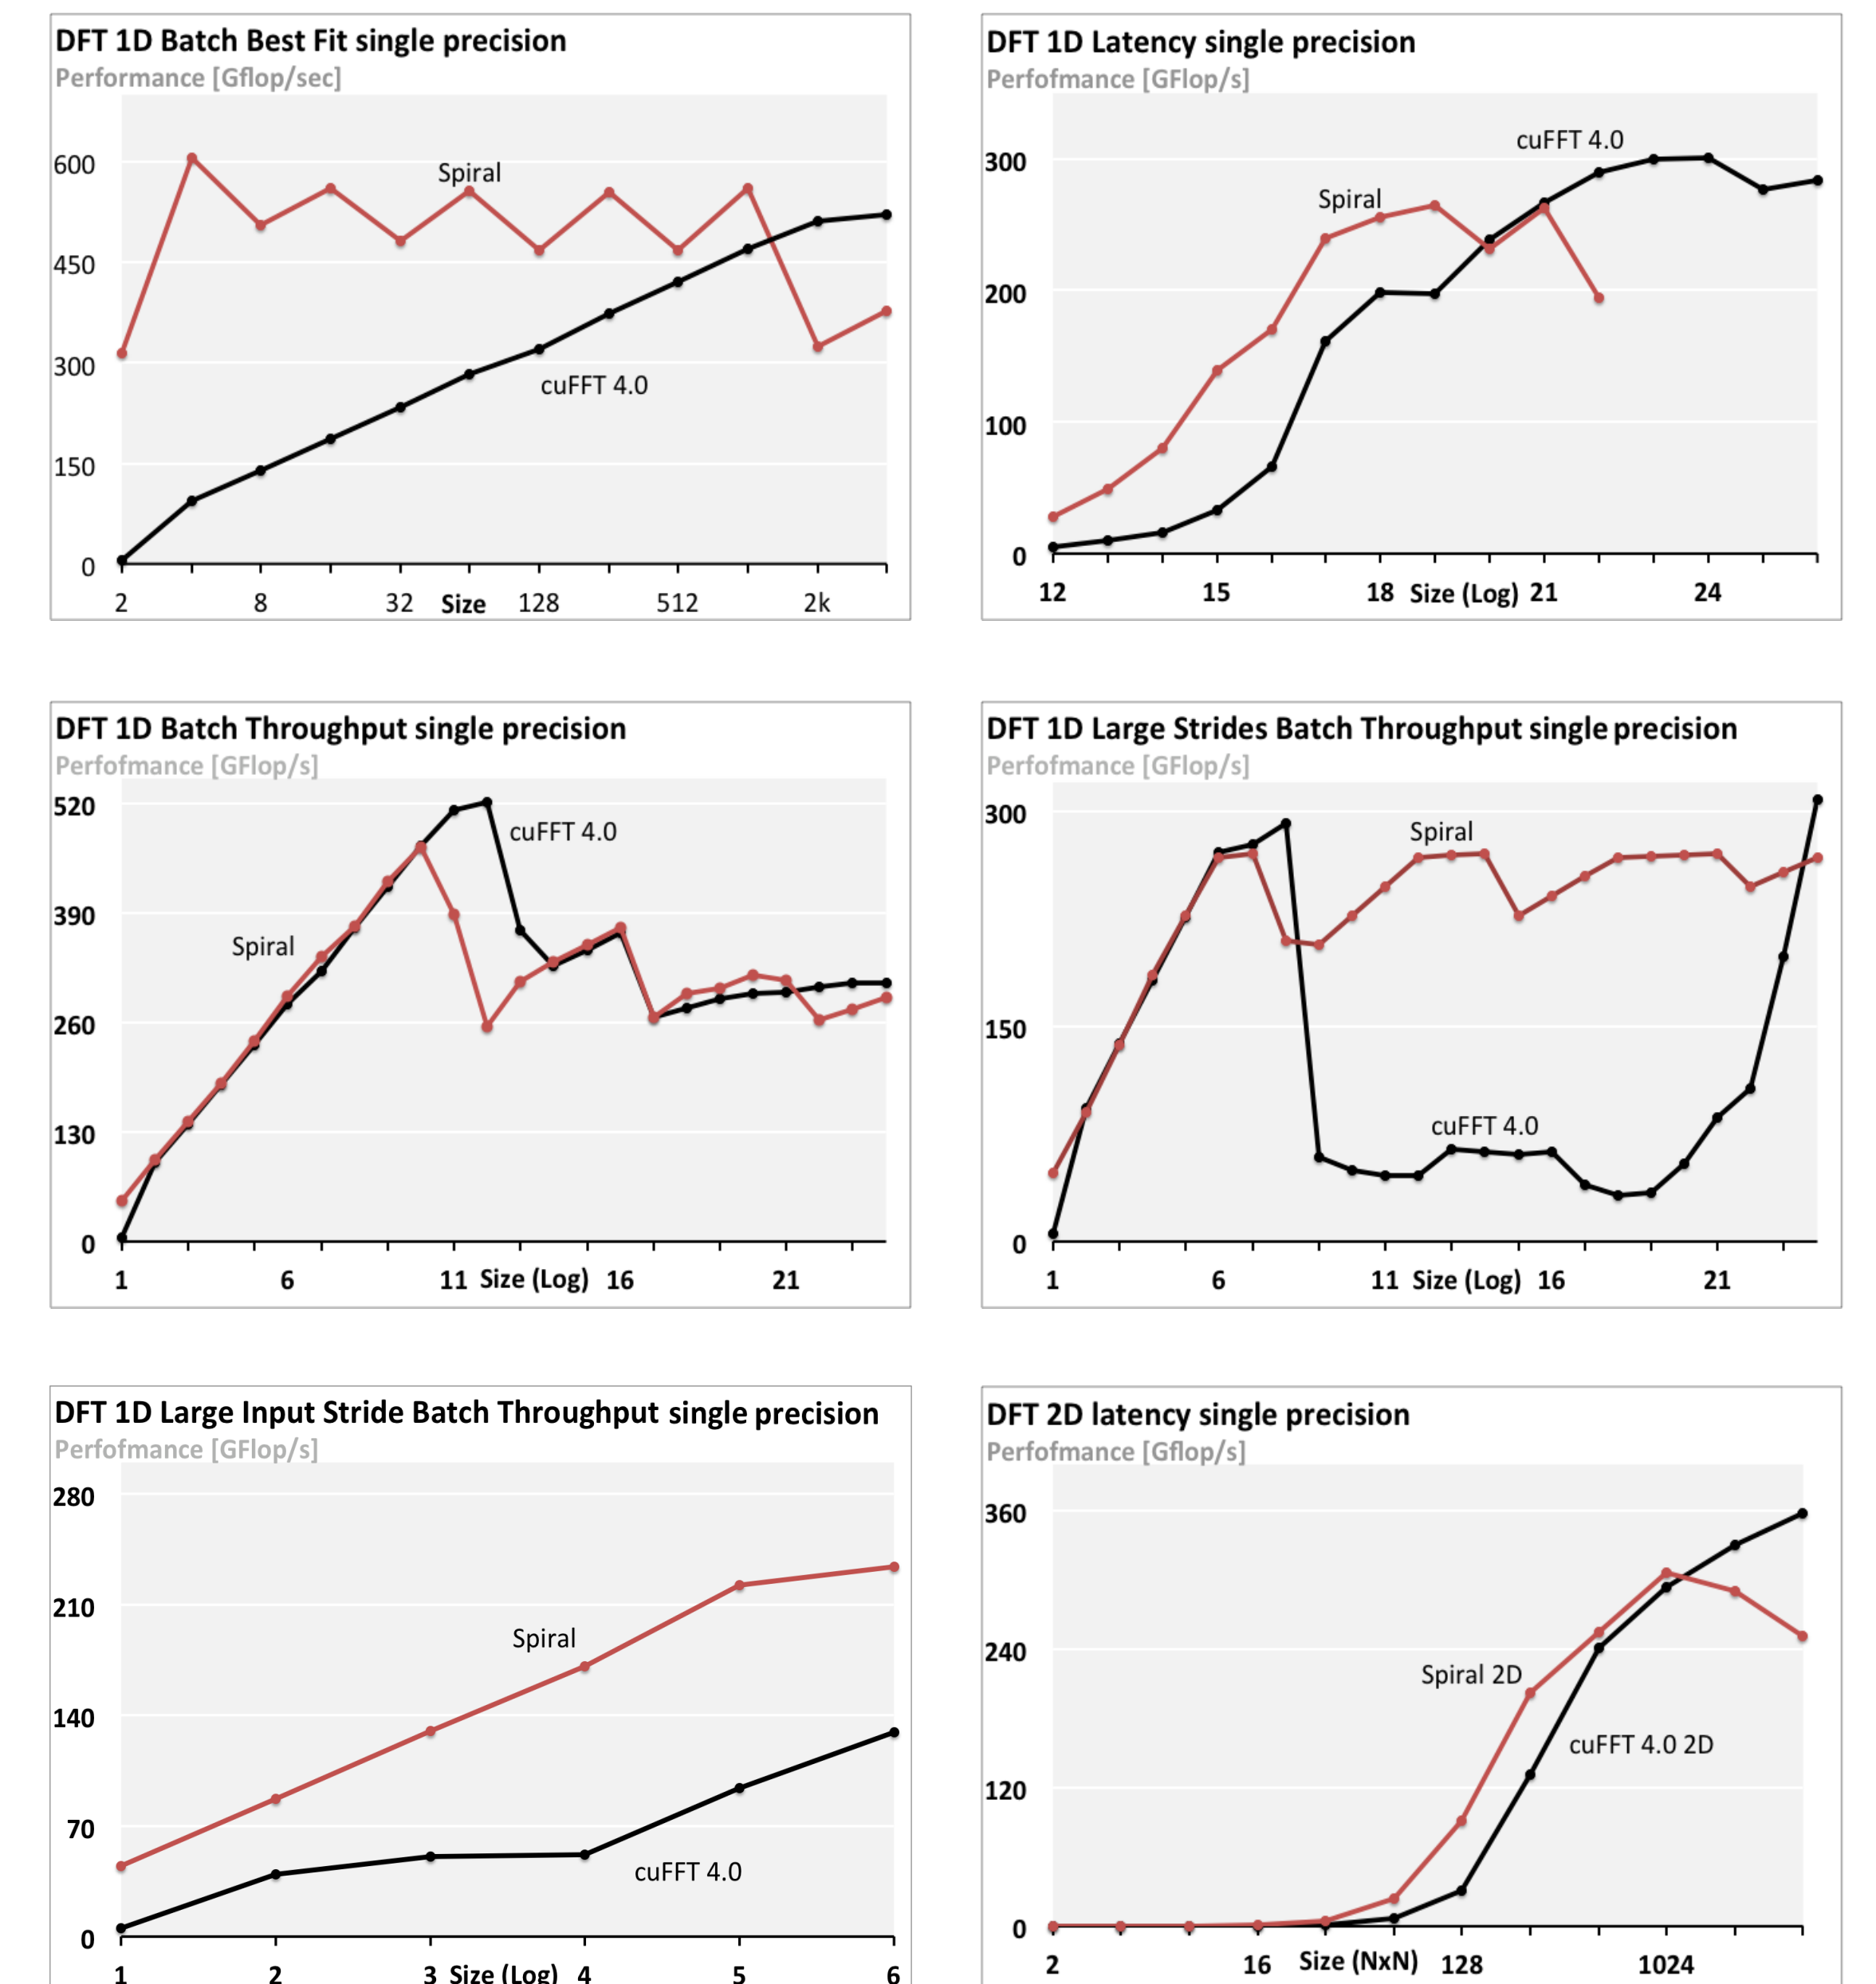 DFT 1D Batch Best Fit single precision
Performance [Gflop/sec]
600
450
300
150
0
Spiral
cuFFT 4.0
2 8 32 Size 128 512 2k
DFT 1D Latency single precision
Perfofmance [GFlop/s]
300
200
100
0
cuFFT 4.0
Spiral
12 15 18 Size (Log) 21 24
DFT 1D Batch Throughput single precision
Perfofmance [GFlop/s]
520
390
260
130
0
cuFFT 4.0
Spiral
1 6 11 Size (Log) 16 21
DFT 1D Large Strides Batch Throughput single precision
Perfofmance [GFlop/s]
300
150
0
Spiral
cuFFT 4.0
1 6 11 Size (Log) 16 21
DFT 1D Large Input Stride Batch Throughput single precision
Perfofmance [GFlop/s]
280
210
140
70
0
Spiral
cuFFT 4.0
1 2 3 Size (Log) 4 5 6
DFT 2D latency single precision
Perfofmance [Gflop/s]
360
240
120
0
Spiral 2D
cuFFT 4.0 2D
2 16 Size (NxN) 128 1024